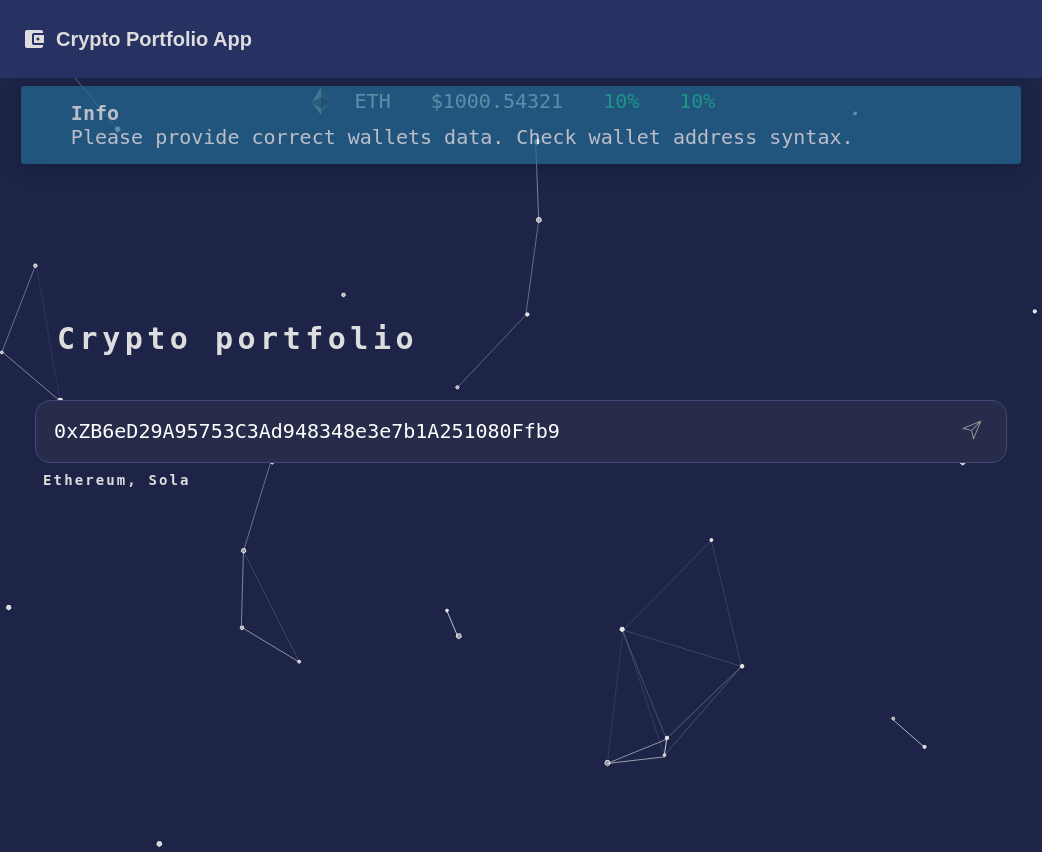 Crypto Portfolio App
ETH $1000.54321 10% 10%
Info
Please provide correct wallets data. Check wallet address syntax.
Crypto portfolio
0xZB6eD29A95753C3Ad948348e3e7b1A251080Ffb9
Ethereum, Sola